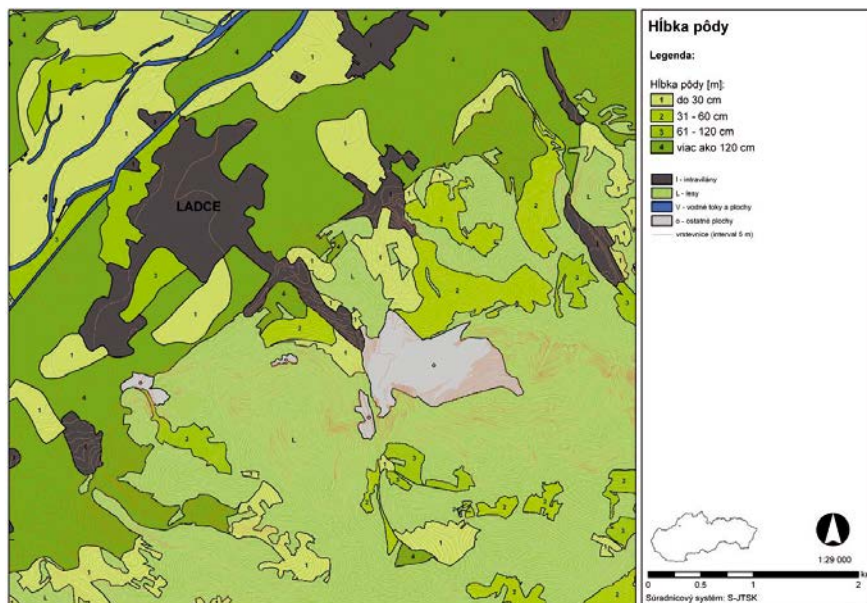 Hĺbka pôdy
Legenda:
Hĺbka pôdy [m]:
1 do 30 cm
2 31 - 60 cm
3 61 - 120 cm
4 viac ako 120 cm
I - intravilány
L - lesy
V - vodné toky a plochy
o - ostatné plochy
vrstevnice (interval 5 m)
LADCE
1:29 000
0 0.5 1 2
Súradnicový systém: S-JTSK